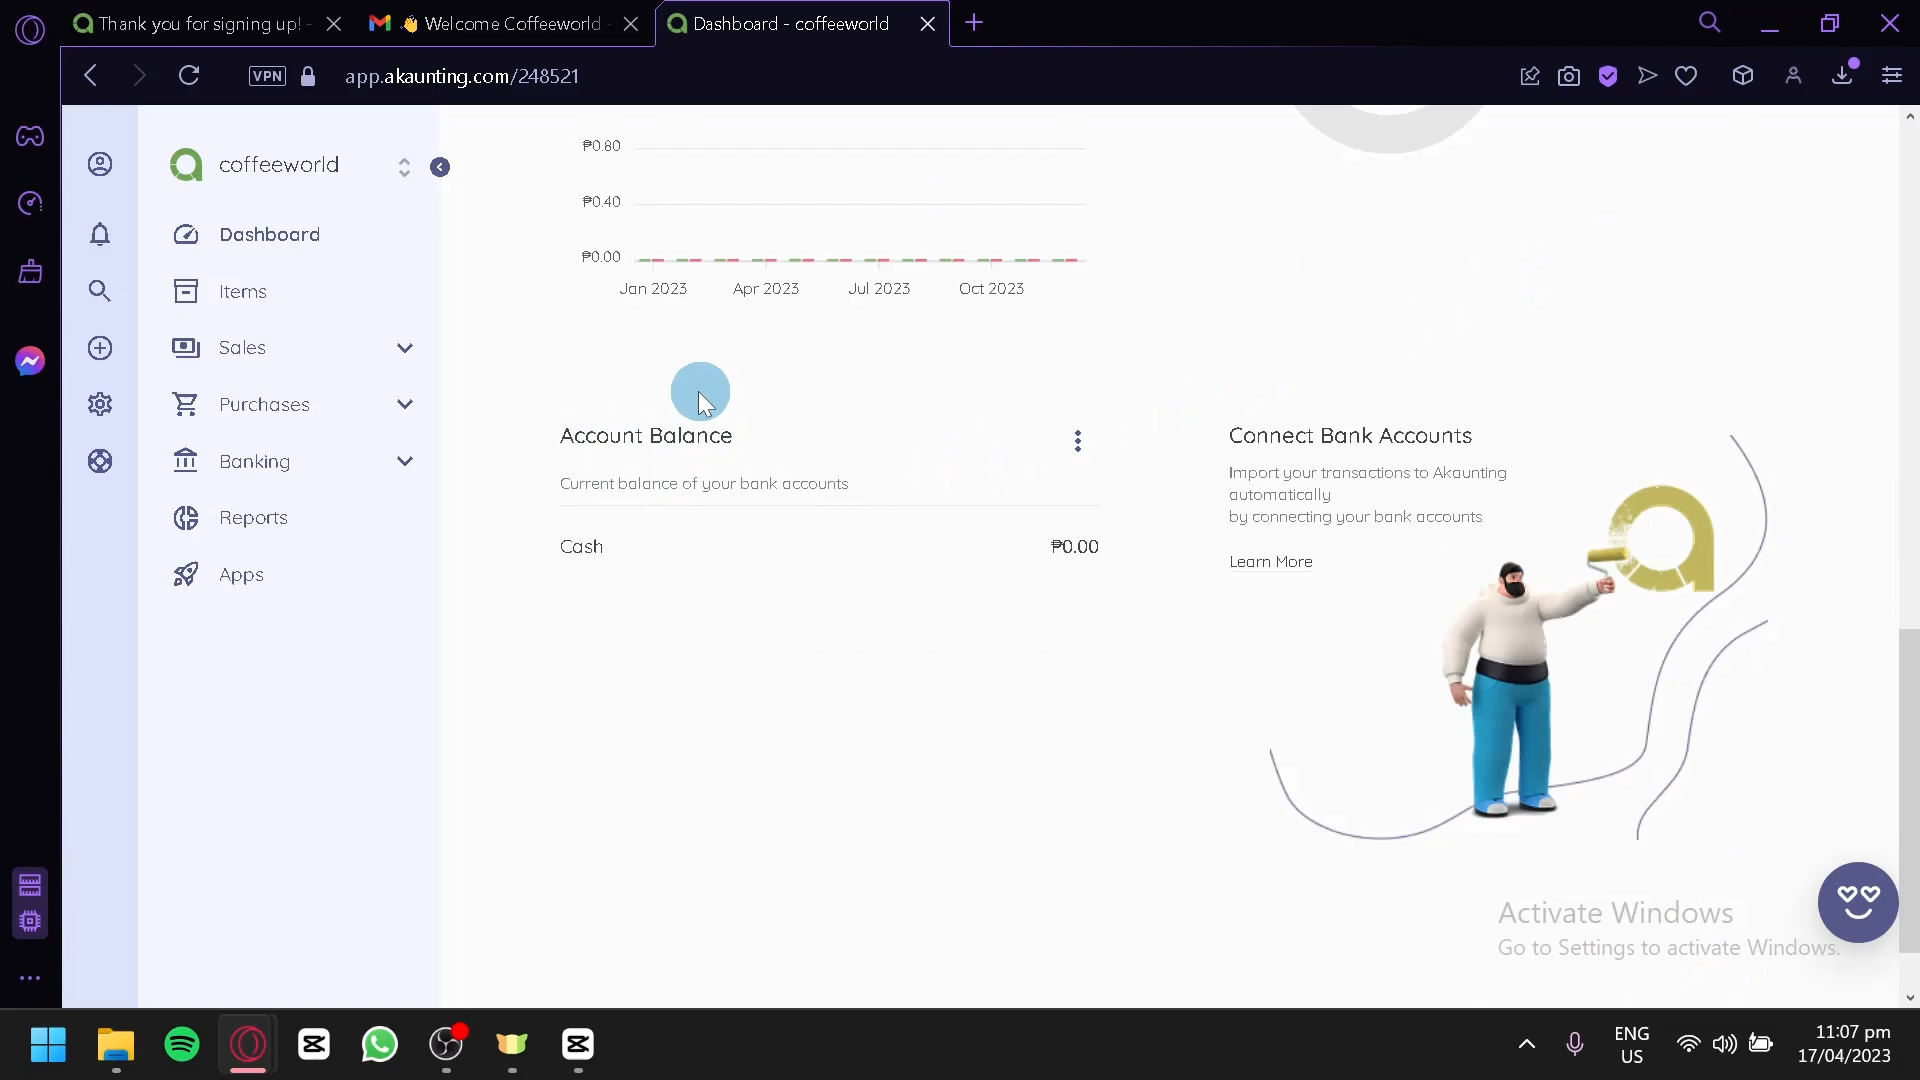 Thank you for signing up! -
👋 Welcome Coffeeworld -
Dashboard - coffeeworld
VPN
app.akaunting.com/248521
coffeeworld
Dashboard
Items
Sales
Purchases
Banking
Reports
Apps
₱0.80
₱0.40
₱0.00
Jan 2023
Apr 2023
Jul 2023
Oct 2023
Account Balance
Current balance of your bank accounts
Cash
₱0.00
Connect Bank Accounts
Import your transactions to Akaunting
automatically
by connecting your bank accounts
Learn More
Activate Windows
Go to Settings to activate Windows.
ENG
US
11:07 pm
17/04/2023